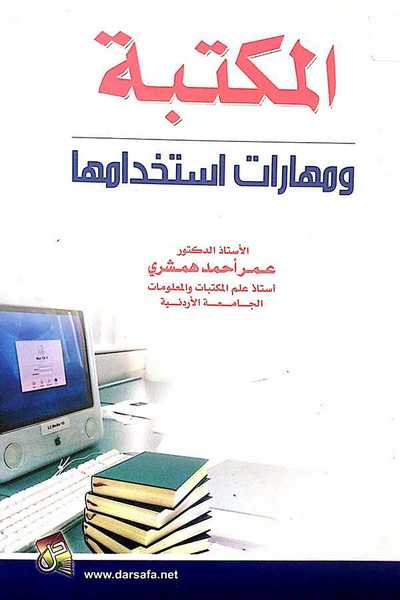 المكتبة
ومهارات استخدامها
الأستاذ الدكتور
عمر أحمد همشري
أستاذ علم المكتبات والمعلومات
الجامعة الأردنية
www.darsafa.net